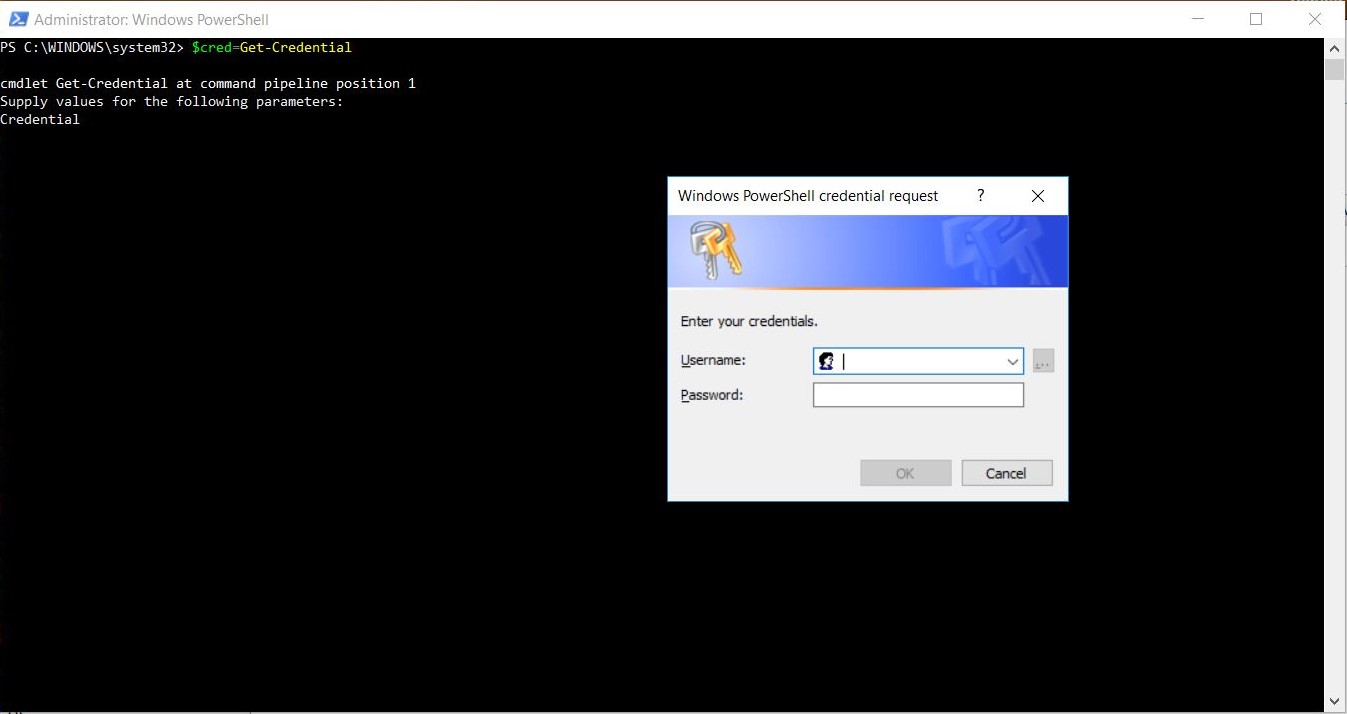 Administrator: Windows PowerShell
PS C:\WINDOWS\system32> $cred=Get-Credential
cmdlet Get-Credential at command pipeline position 1
Supply values for the following parameters:
Credential
Windows PowerShell credential request ?
Enter your credentials.
Username:
...
Password:
OK Cancel